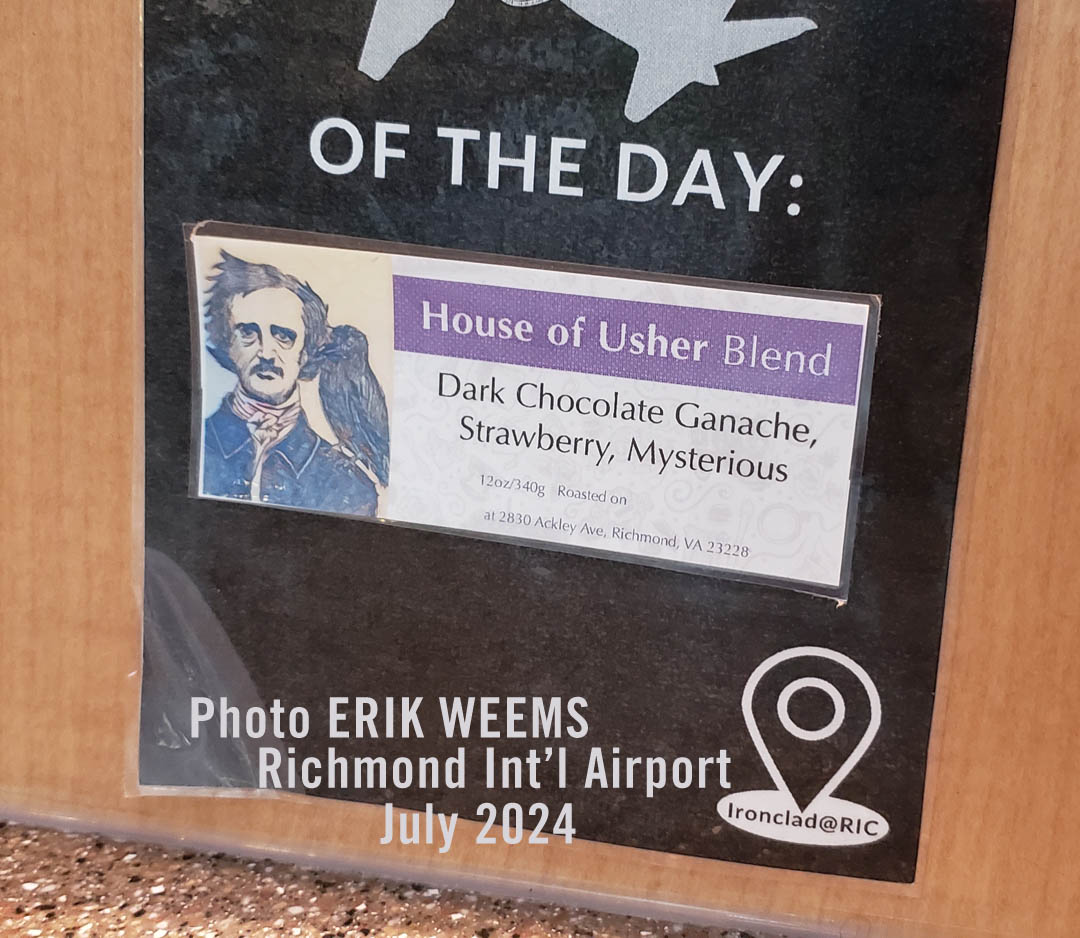 OF THE DAY:
House of Usher Blend
Dark Chocolate Ganache,
Strawberry, Mysterious
12oz/340g Roasted on
at 2830 Ackley Ave, Richmond, VA 23228
Ironclad@RIC
Photo ERIK WEEMS
Richmond Int'l Airport
July 2024